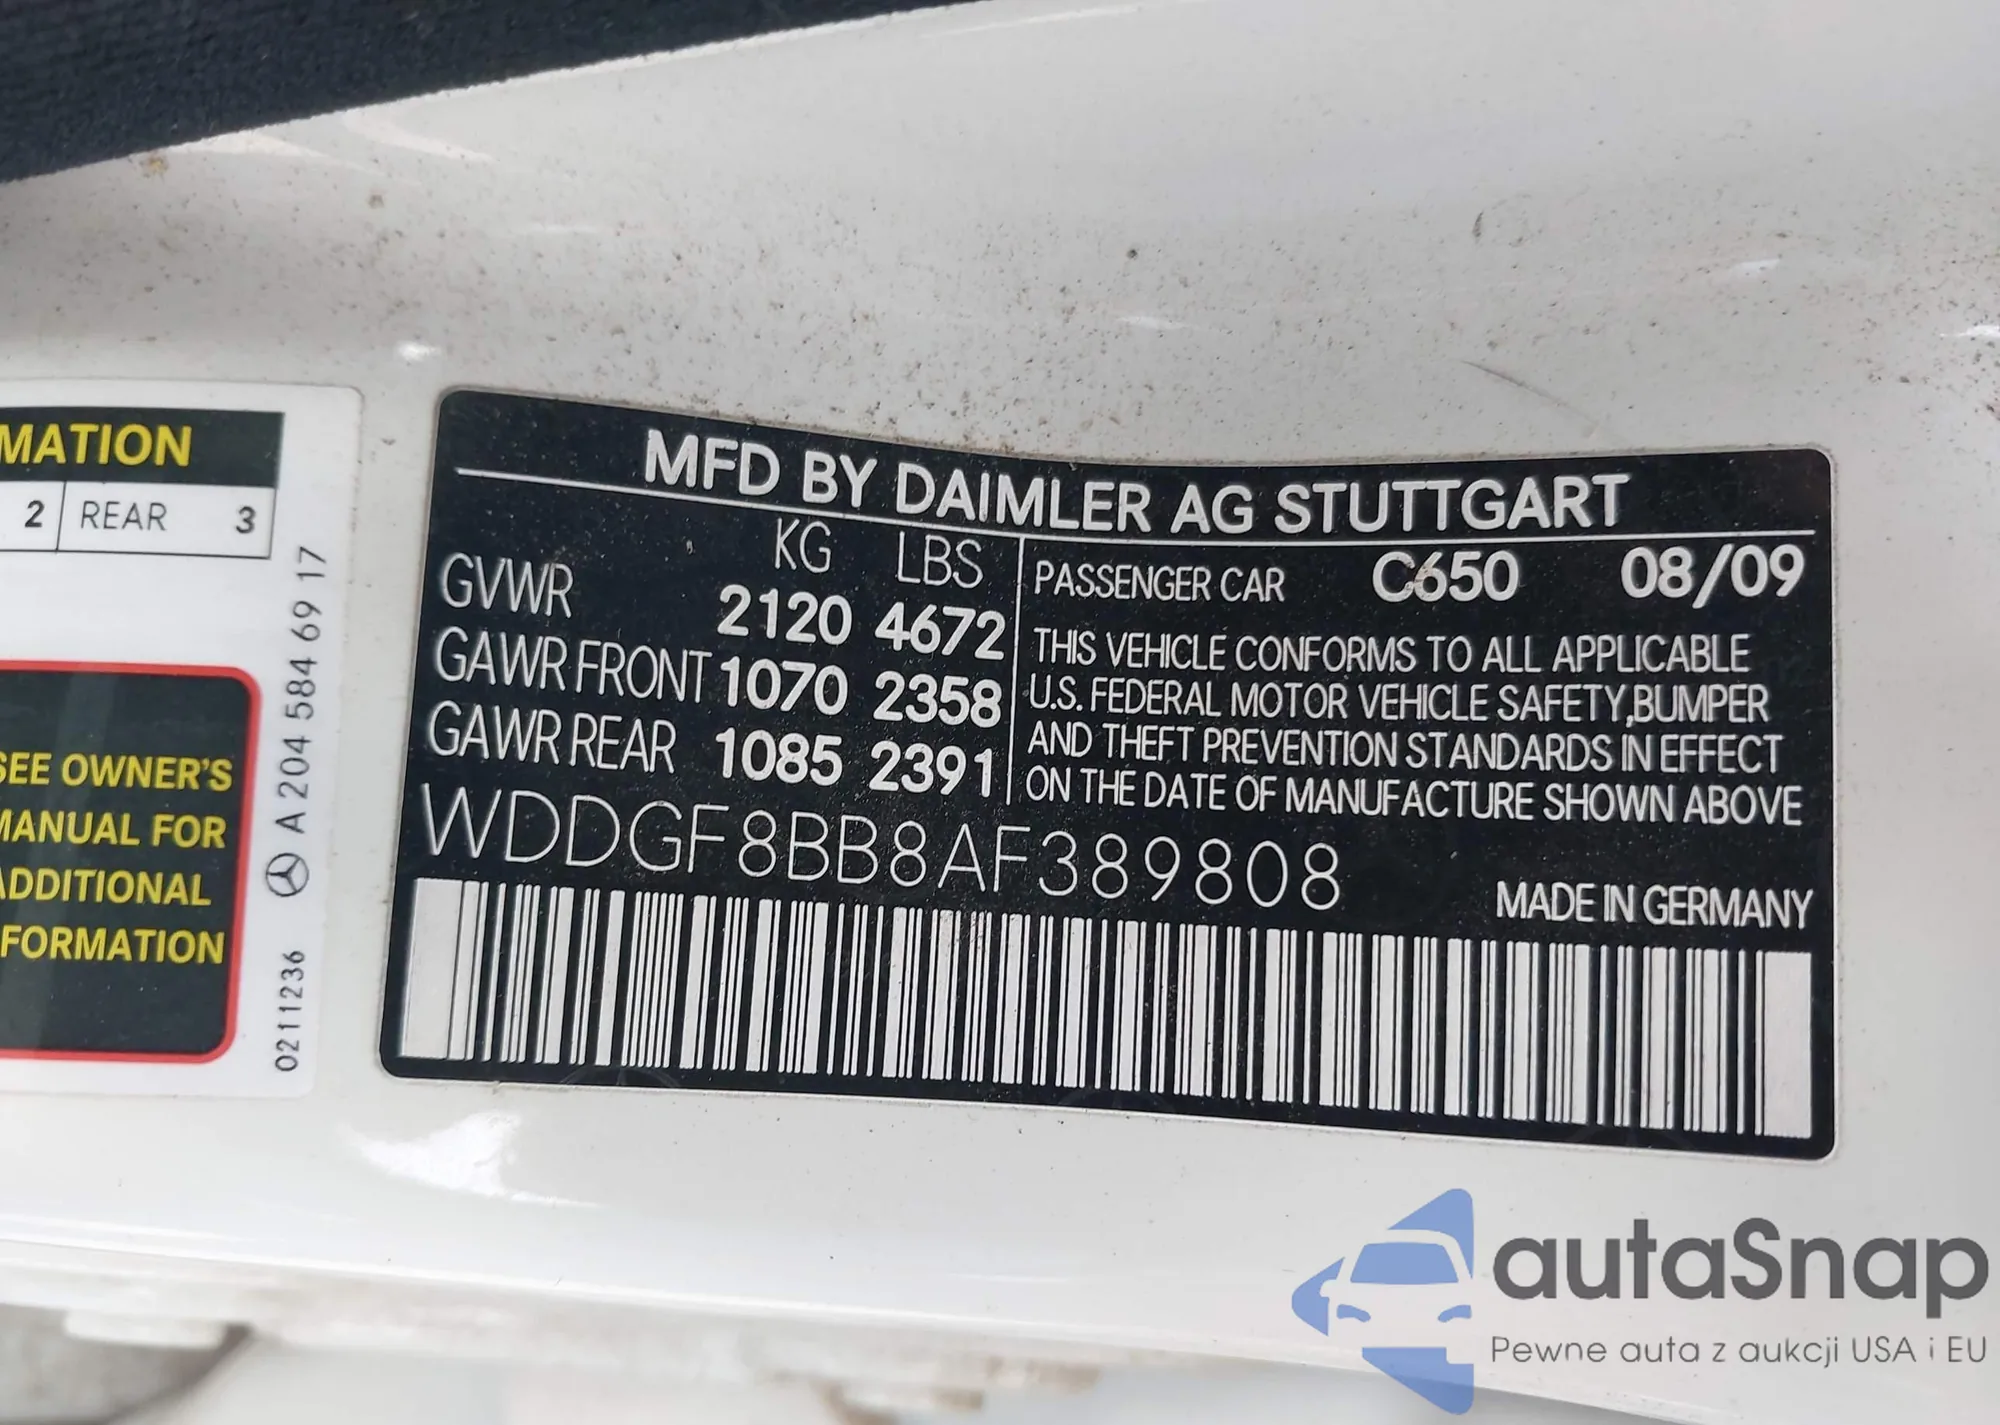 MATION
2 REAR 3
SEE OWNER'S
MANUAL FOR
ADDITIONAL
FORMATION
A 204 584 69 17
0211236
MFD BY DAIMLER AG STUTTGART
KG LBS
GVWR 2120 4672
GAWR FRONT 1070 2358
GAWR REAR 1085 2391
PASSENGER CAR C650 08/09
THIS VEHICLE CONFORMS TO ALL APPLICABLE
U.S. FEDERAL MOTOR VEHICLE SAFETY,BUMPER
AND THEFT PREVENTION STANDARDS IN EFFECT
ON THE DATE OF MANUFACTURE SHOWN ABOVE
WDDGF8BB8AF389808
MADE IN GERMANY
autaSnap
Pewne auta z aukcji USA i EU